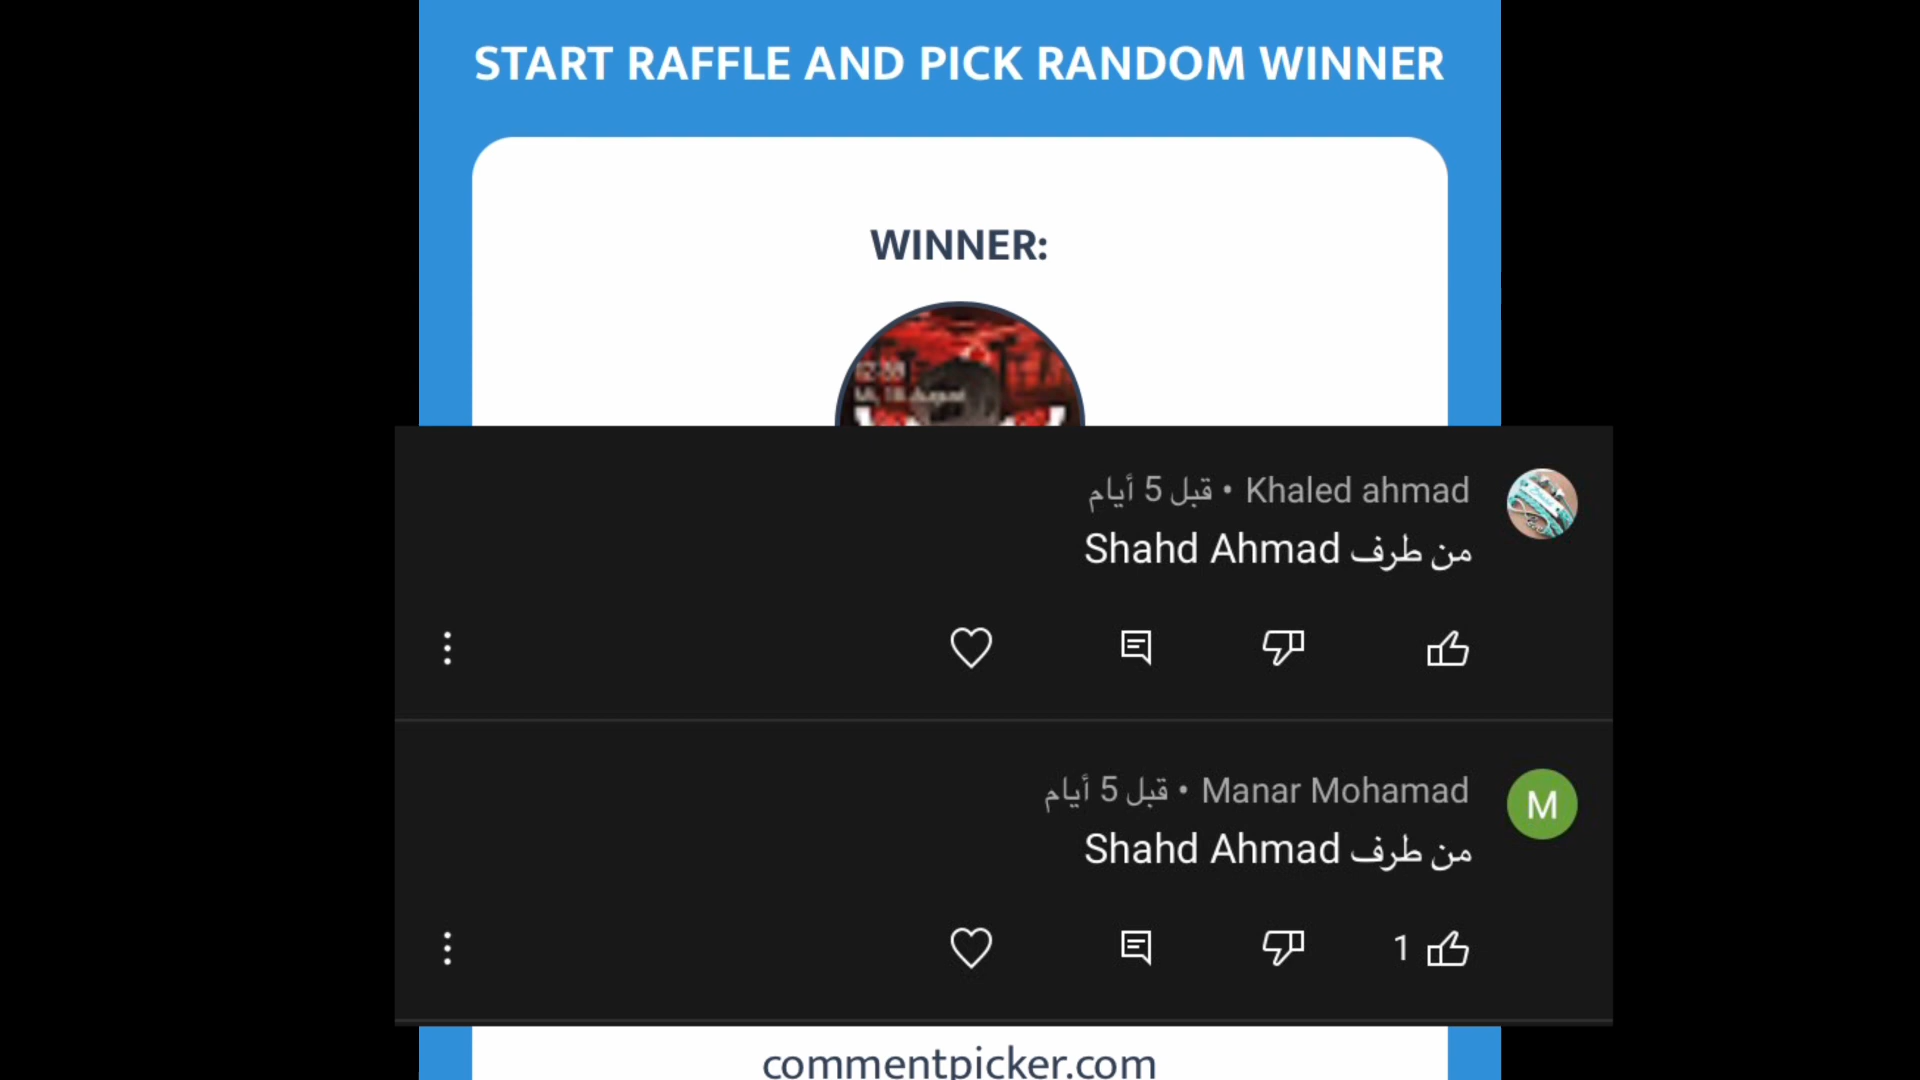 START RAFFLE AND PICK RANDOM WINNER
WINNER:
Khaled ahmad • قبل 5 أيام
من طرف Shahd Ahmad
Manar Mohamad • قبل 5 أيام
M
من طرف Shahd Ahmad
1
commentpicker.com